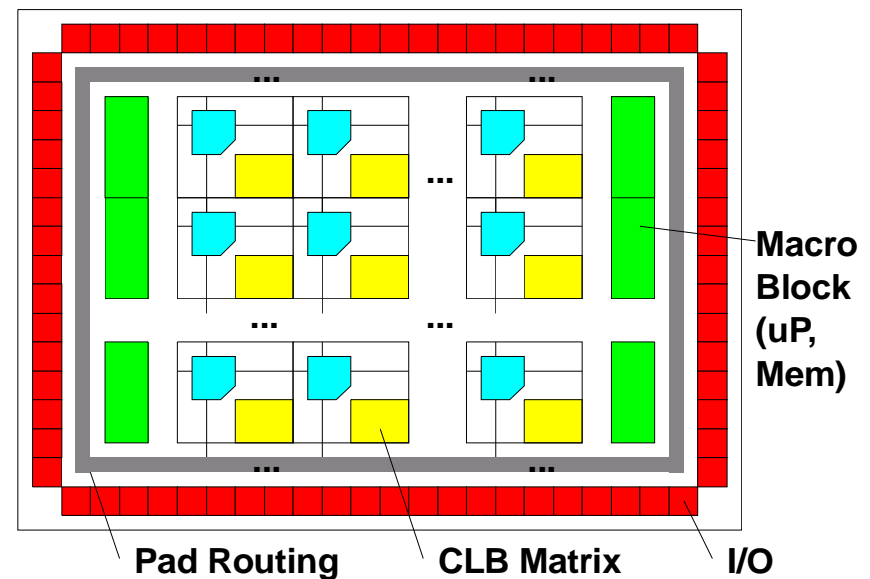 ... ...
...
... ...
... ...
Macro
Block
(uP,
Mem)
Pad Routing CLB Matrix I/O